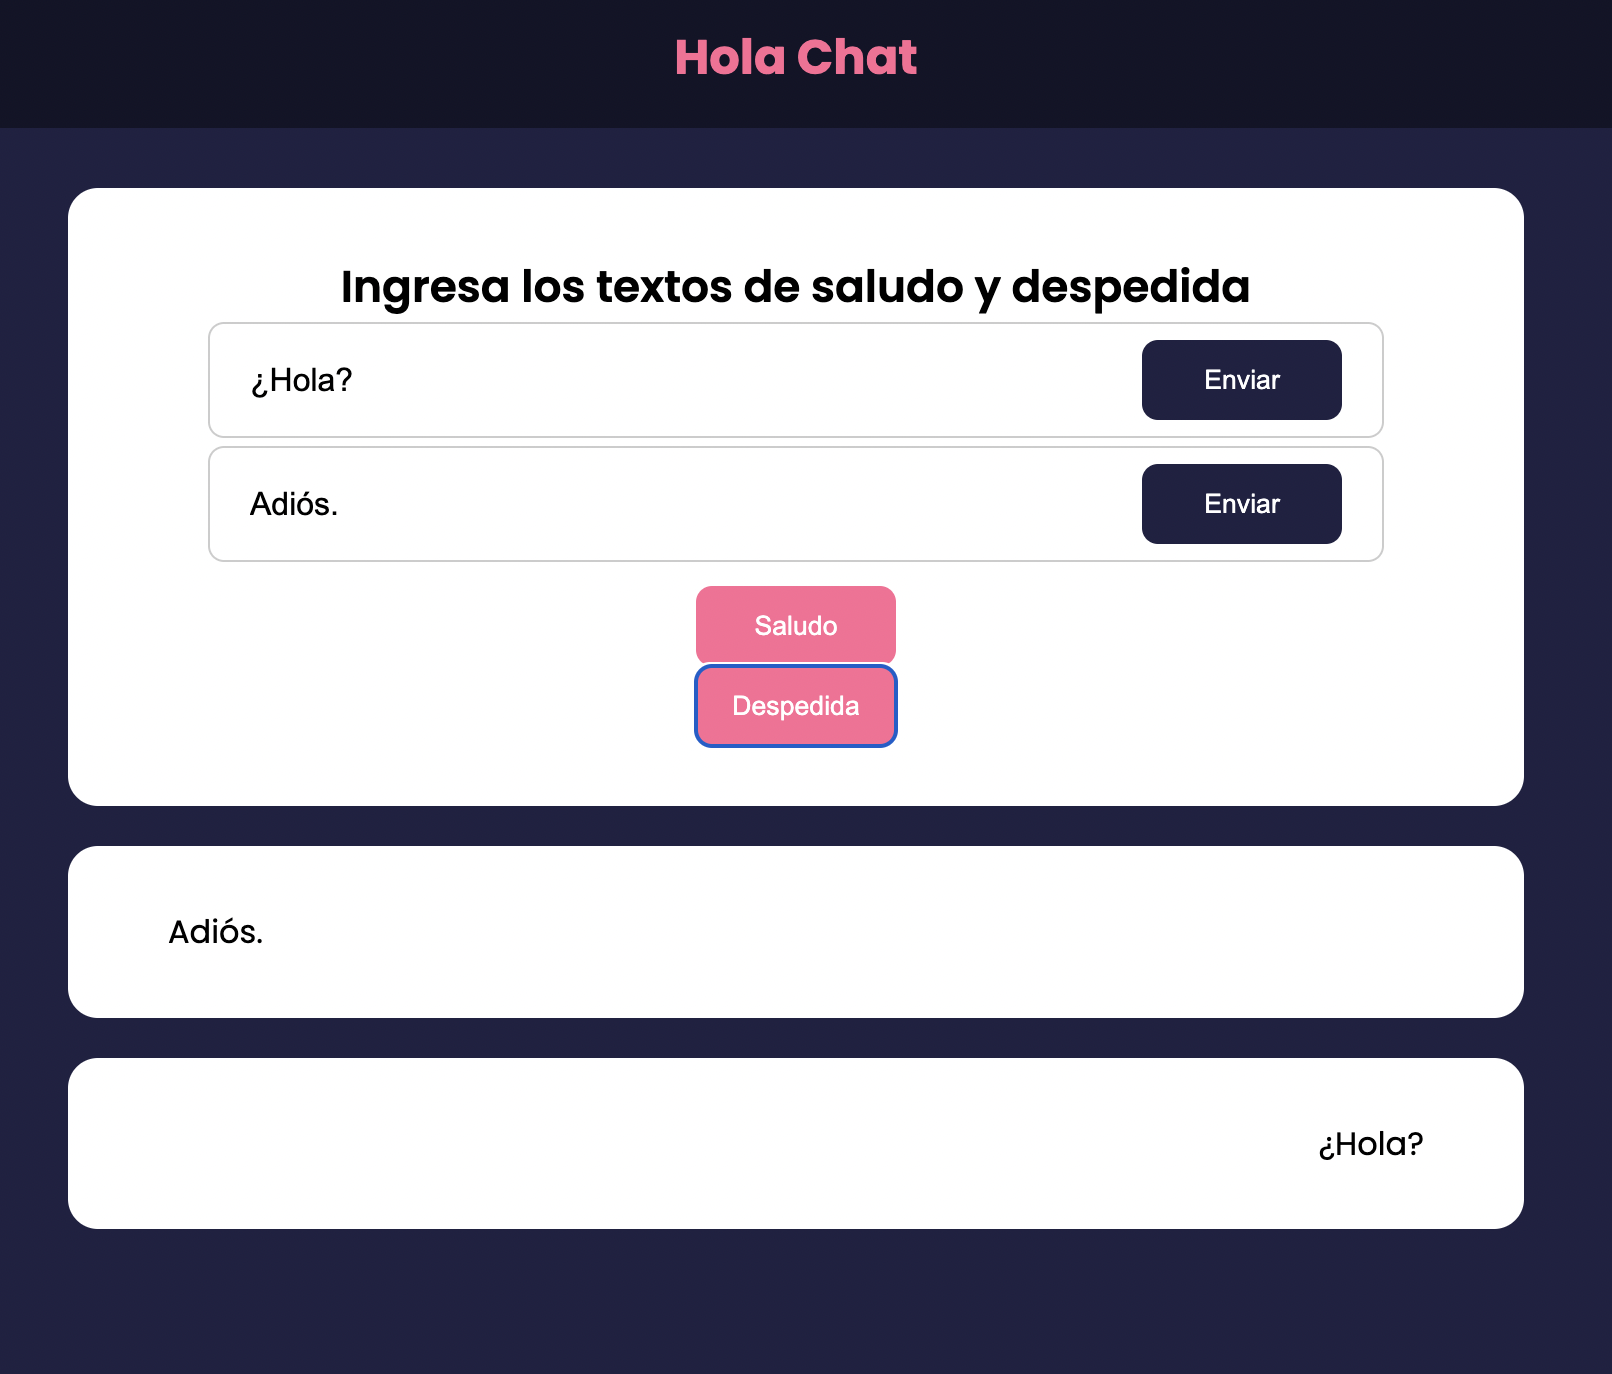 Hola Chat
Ingresa los textos de saludo y despedida
¿Hola?
Enviar
Adiós.
Enviar
Saludo
Despedida
Adiós.
¿Hola?